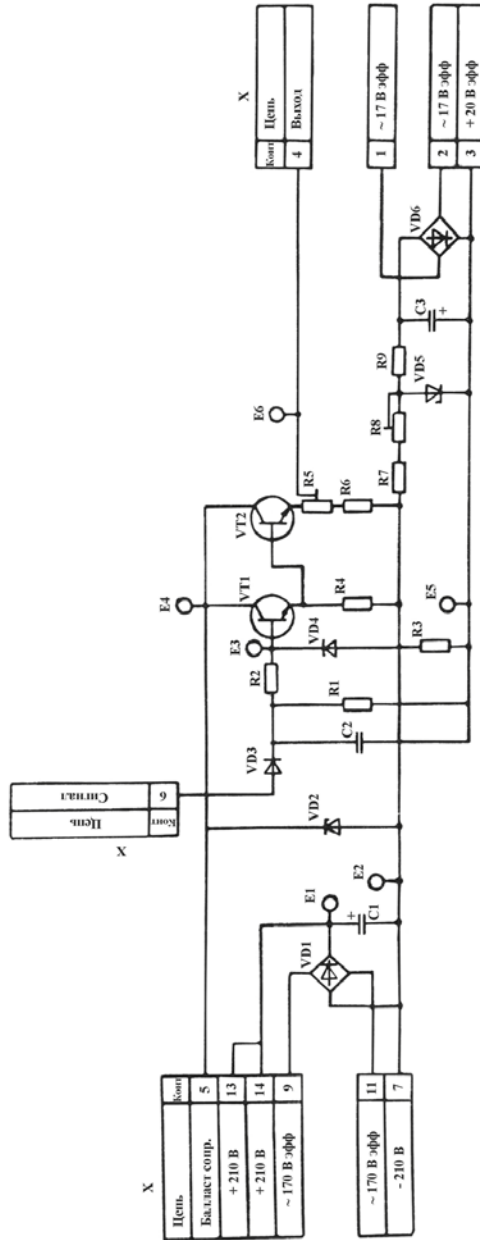 X
Цепь Конт
Балласт сопр. 5
+ 210 В 13
+ 210 В 14
~ 170 В эфф 9
~ 170 В эфф 11
- 210 В 7
X
Цепь Конт
Сигнал 6
X
Конт Цепь
4 Выход
1 ~ 17 В эфф
2 ~ 17 В эфф
3 + 20 В эфф
E4
E6
VT1
VT2
E3
R2
VD3
R5
R6
R4
VD4
R1
C2
R3
E5
VD2
E1
E2
VD1
+
C1
R7
R8
R9
VD5
C3
+
VD6